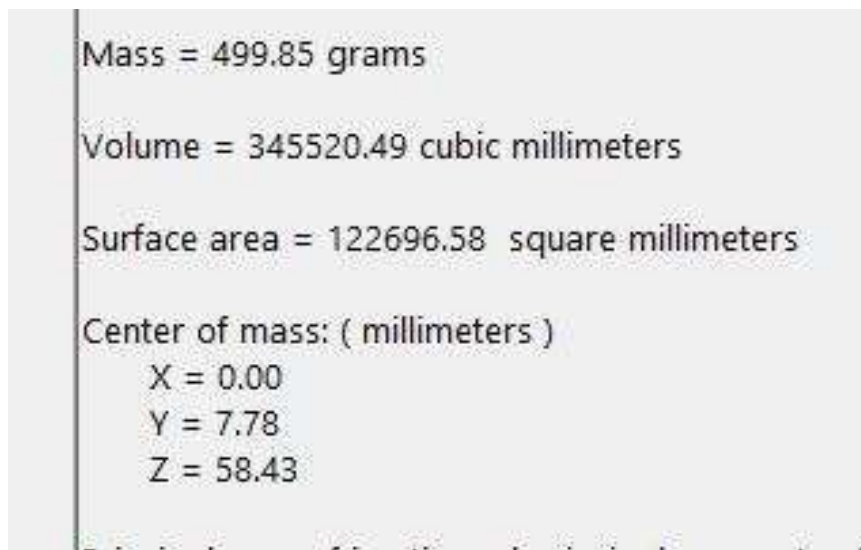 Mass = 499.85 grams
Volume = 345520.49 cubic millimeters
Surface area = 122696.58 square millimeters
Center of mass: ( millimeters )
X = 0.00
Y = 7.78
Z = 58.43